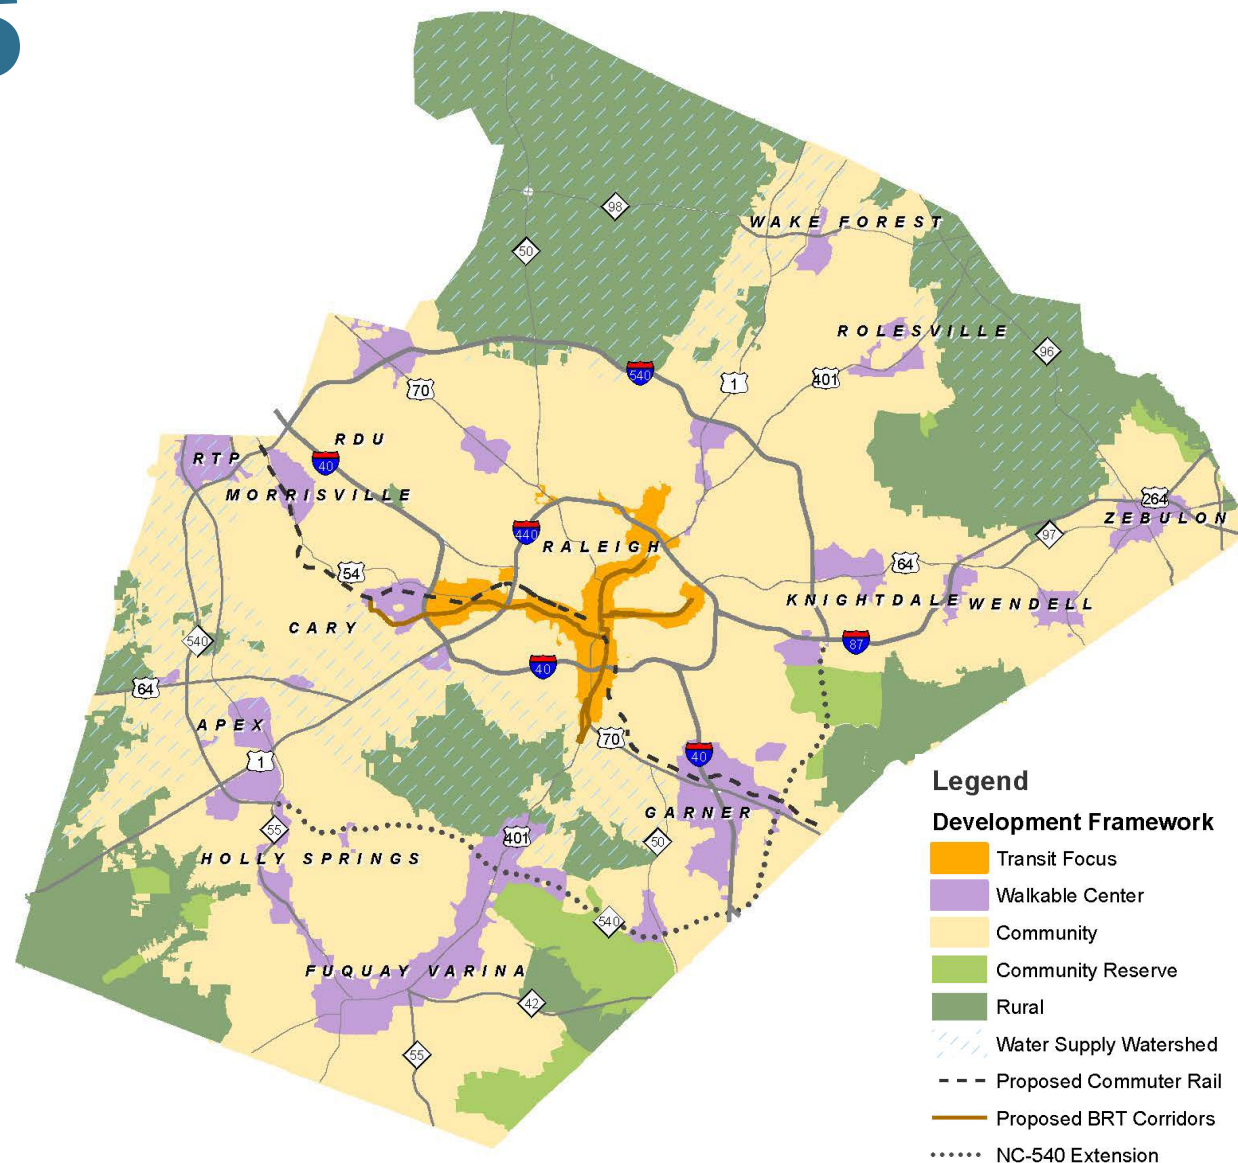 98
50
WAKE FOREST
ROLESVILLE
96
540
1
401
70
RDU
RTP
40
MORRISVILLE
264
ZEBULON
97
440
RALEIGH
64
54
KNIGHTDALE
WENDELL
CARY
540
87
40
64
APEX
70
1
40
GARNER
55
401
50
HOLLY SPRINGS
540
FUQUAY VARINA
42
55
Legend
Development Framework
Transit Focus
Walkable Center
Community
Community Reserve
Rural
Water Supply Watershed
Proposed Commuter Rail
Proposed BRT Corridors
NC-540 Extension